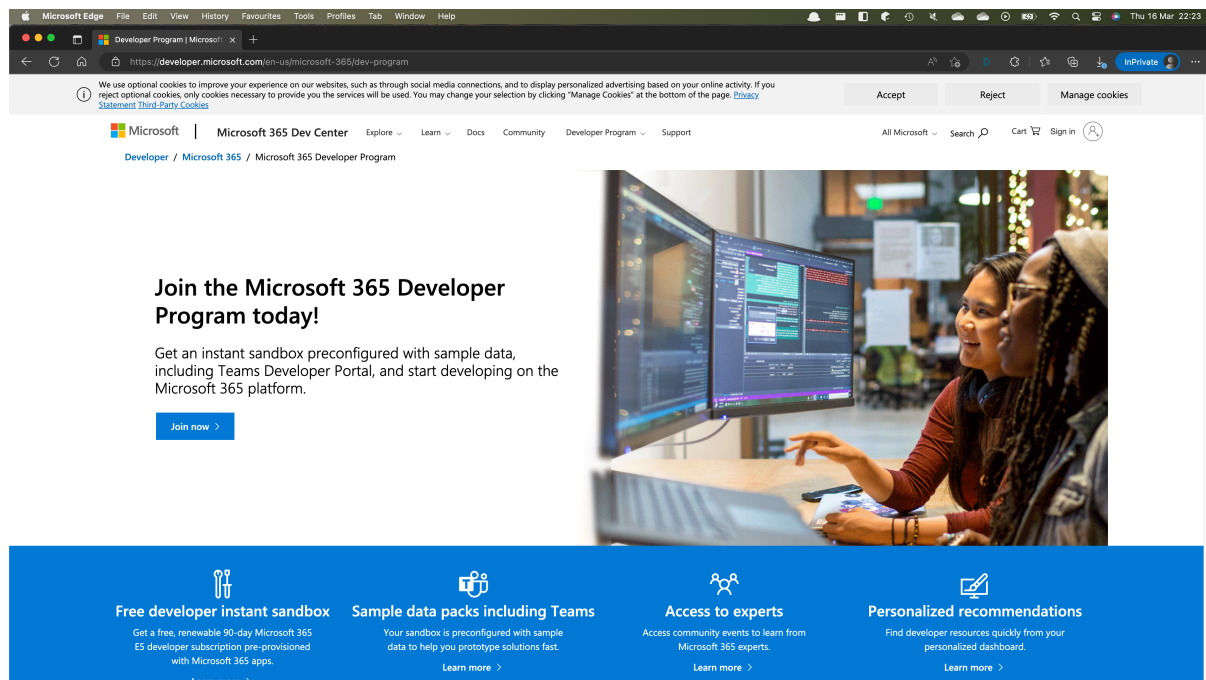 Microsoft Edge File Edit View History Favourites Tools Profiles Tab Window Help Thu 16 Mar 22:23
Developer Program | Microsoft
https://developer.microsoft.com/en-us/microsoft-365/dev-program InPrivate
We use optional cookies to improve your experience on our websites, such as through social media connections, and to display personalized advertising based on your online activity. If you
reject optional cookies, only cookies necessary to provide you the services will be used. You may change your selection by clicking "Manage Cookies" at the bottom of the page. Privacy
Statement Third-Party Cookies
Accept Reject Manage cookies
Microsoft Microsoft 365 Dev Center Explore Learn Docs Community Developer Program Support All Microsoft Search Cart Sign in
Developer / Microsoft 365 / Microsoft 365 Developer Program
Join the Microsoft 365 Developer
Program today!
Get an instant sandbox preconfigured with sample data,
including Teams Developer Portal, and start developing on the
Microsoft 365 platform.
Join now
Free developer instant sandbox
Get a free, renewable 90-day Microsoft 365
E5 developer subscription pre-provisioned
with Microsoft 365 apps.
Sample data packs including Teams
Your sandbox is preconfigured with sample
data to help you prototype solutions fast.
Learn more
Access to experts
Access community events to learn from
Microsoft 365 experts.
Learn more
Personalized recommendations
Find developer resources quickly from your
personalized dashboard.
Learn more